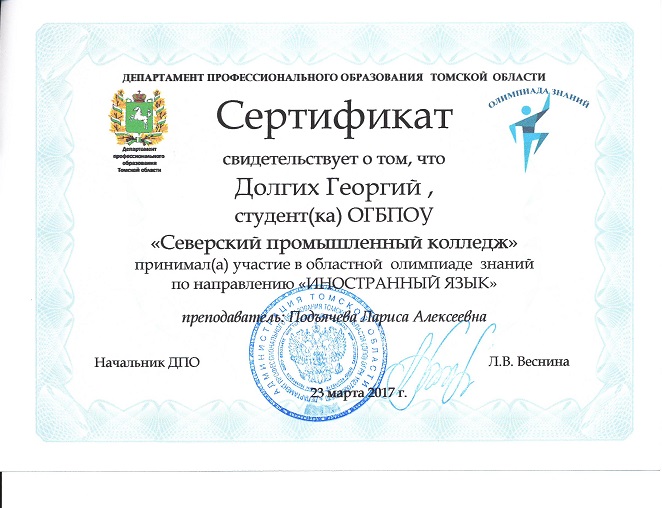 ДЕПАРТАМЕНТ ПРОФЕССИОНАЛЬНОГО ОБРАЗОВАНИЯ ТОМСКОЙ ОБЛАСТИ
ОЛИМПИАДА ЗНАНИЙ
Сертификат
Департамент
профессионального
образования
Томской области
свидетельствует о том, что
Долгих Георгий ,
студент(ка) ОГБПОУ
«Северский промышленный колледж»
принимал(а) участие в областной олимпиаде знаний
по направлению «ИНОСТРАННЫЙ ЯЗЫК»
преподаватель: Подъячева Лариса Алексеевна
Начальник ДПО
Л.В. Веснина
АДМИНИСТРАЦИЯ ТОМСКОЙ ОБЛАСТИ
23 марта 2017 г.